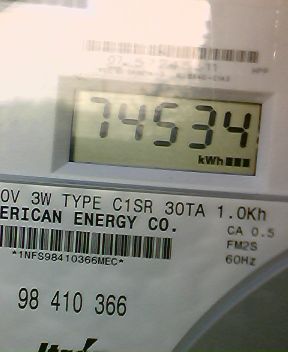 74534
kWh
0V 3W TYPE C1SR 30TA 1.0Kh
ERICAN ENERGY CO.
CA 0.5
FM2S
*1NFS98410366MEC*
60Hz
98 410 366